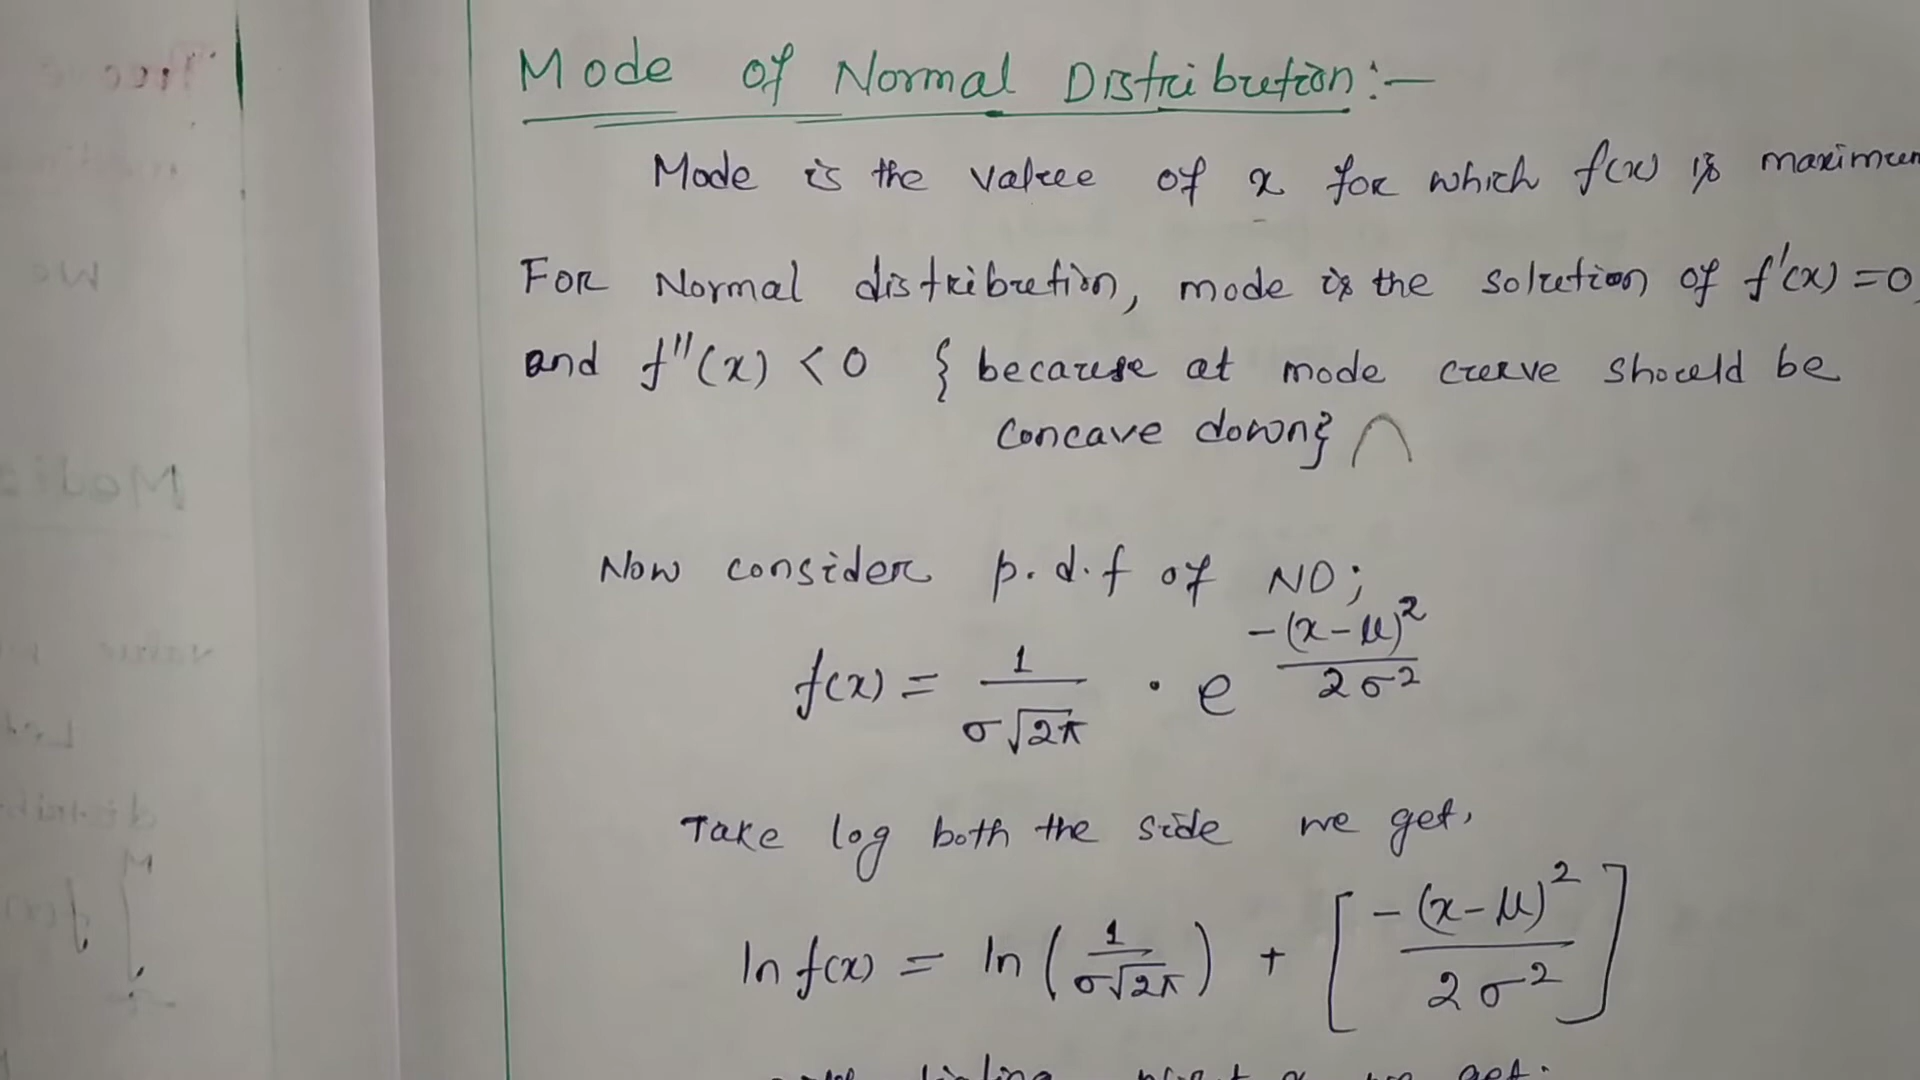 Mode of Normal Distribution :-
Mode is the value of x for which f(x) is maximum
For Normal distribution, mode is the solution of f'(x) = 0,
and f''(x) < 0 { because at mode curve should be
concave down}
Now consider p.d.f of ND;
f(x) = 1/(σ√2π) · e^(-(x-μ)²/2σ²)
Take log both the side we get,
ln f(x) = ln (1/(σ√2π)) + [-(x-μ)²/2σ²]
get.